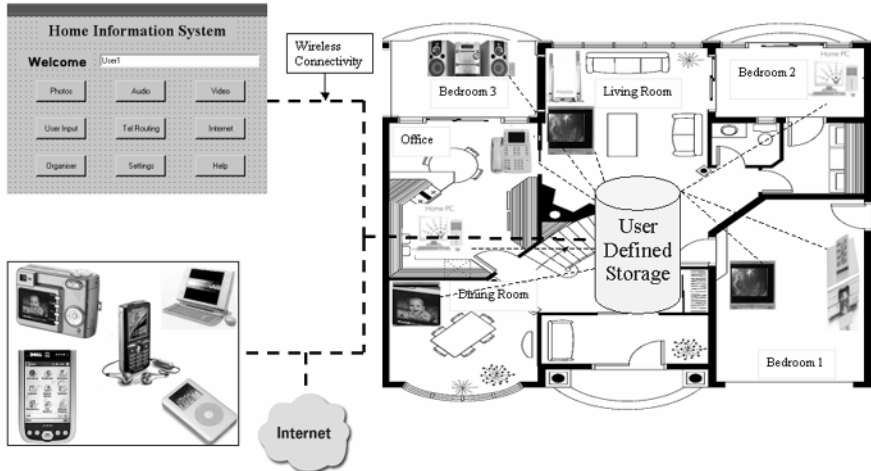 Home Information System
Welcome
User1
Photos
Audio
Video
User Input
Tel Routing
Internet
Organiser
Settings
Help
Wireless
Connectivity
Bedroom 3
Living Room
Bedroom 2
Home PC
Office
Home PC
User
Defined
Storage
Dining Room
Bedroom 1
DELL
Internet